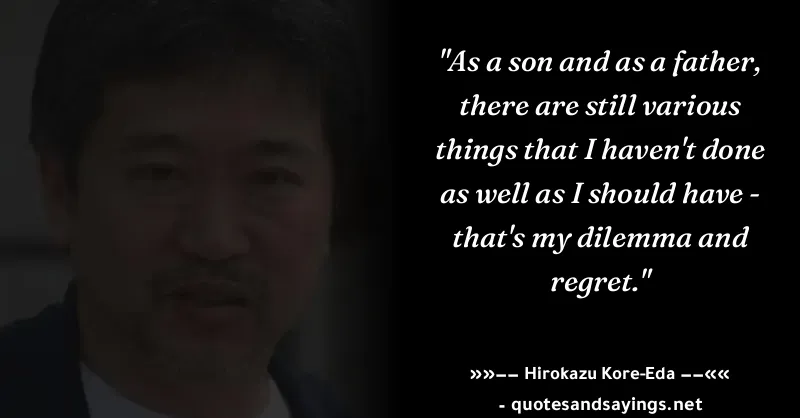 "As a son and as a father,
there are still various
things that I haven't done
as well as I should have -
that's my dilemma and
regret."
»»—— Hirokazu Kore-Eda ——««
- quotesandsayings.net